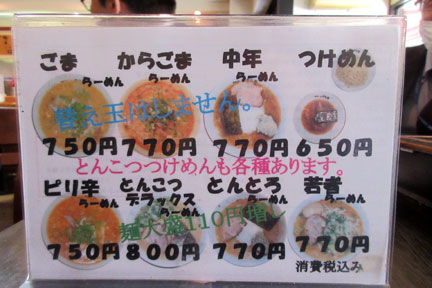 ごま からごま 中年 つけめん
らーめん らーめん らーめん
替え玉はしません。
750円 770円 770円 650円
とんこつつけめんも各種あります。
ピリ辛 とんこつ とんとろ 若者
らーめん デラックス らーめん らーめん
らーめん
麺大盛110円増し
750円 800円 770円 770円
消費税込み